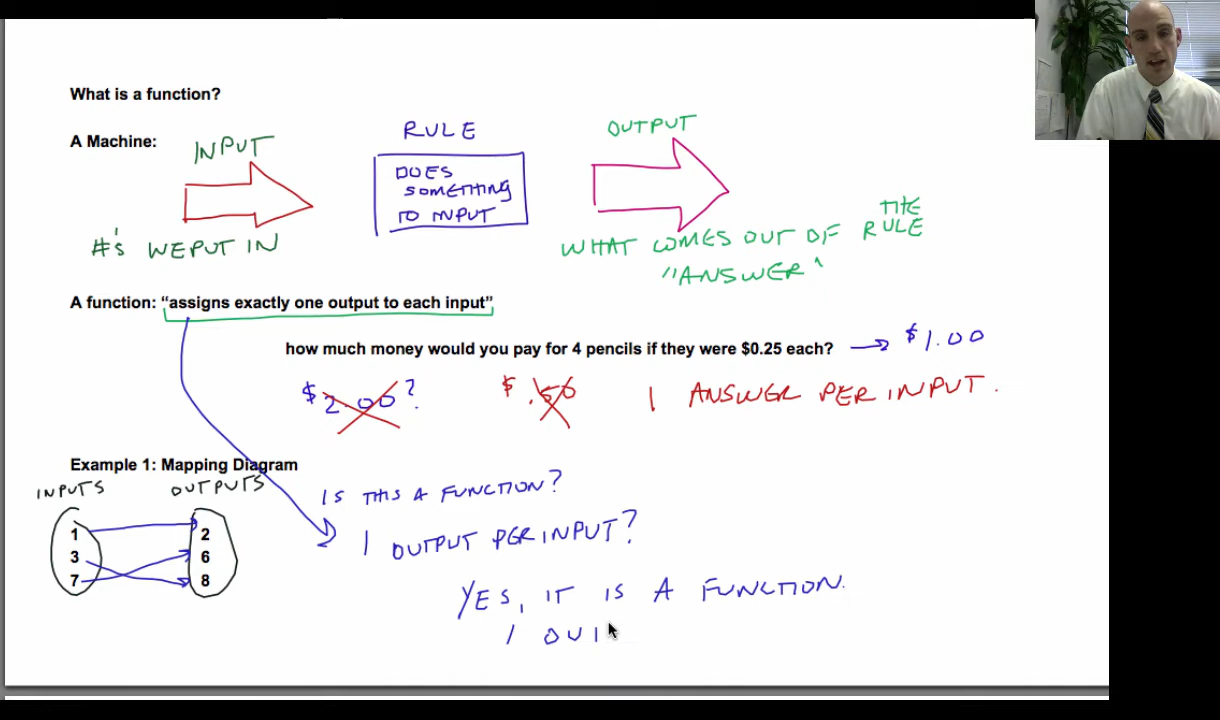 What is a function?
A Machine:
INPUT
RULE
OUTPUT
DOES
SOMETHING
TO INPUT
#'s WE PUT IN
WHAT COMES OUT OF THE RULE
"ANSWER"
A function: “assigns exactly one output to each input”
how much money would you pay for 4 pencils if they were $0.25 each? → $1.00
$2.00? $.50 1 ANSWER PER INPUT.
Example 1: Mapping Diagram
INPUTS OUTPUTS
IS THIS A FUNCTION?
1 OUTPUT PER INPUT?
1 2
3 6
7 8
YES, IT IS A FUNCTION.
1 OUT